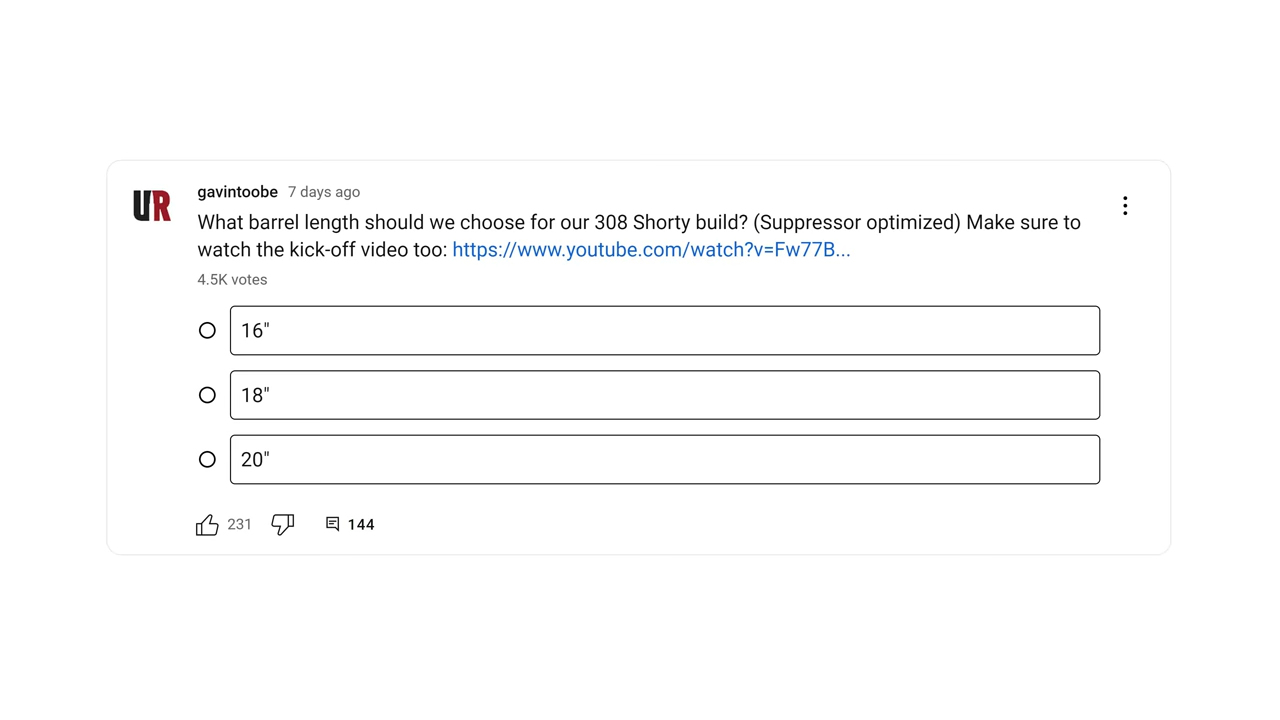 UR
gavintoobe 7 days ago
What barrel length should we choose for our 308 Shorty build? (Suppressor optimized) Make sure to
watch the kick-off video too: https://www.youtube.com/watch?v=Fw77B...
4.5K votes
16"
18"
20"
231 144